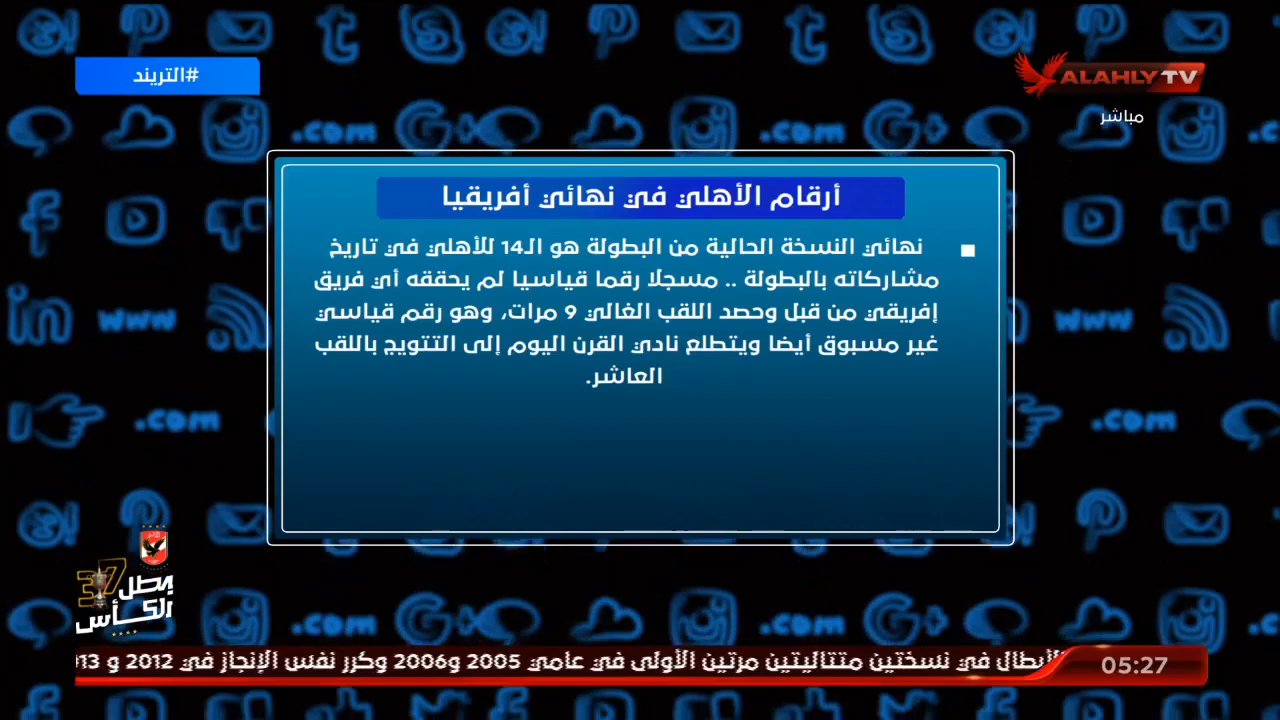 #التريند
ALAHLY TV
مباشر
أرقام الأهلي في نهائي أفريقيا
نهائي النسخة الحالية من البطولة هو الـ14 للأهلي في تاريخ
مشاركاته بالبطولة .. مسجلا رقما قياسيا لم يحققه أي فريق
إفريقي من قبل وحصد اللقب الغالي 9 مرات، وهو رقم قياسي
غير مسبوق أيضا ويتطلع نادي القرن اليوم إلى التتويج باللقب
العاشر.
37
بطل
الكأس
الأبطال في نسختين متتاليتين مرتين الأولى في عامي 2005 و2006 وكرر نفس الإنجاز في 2012 و
05:27